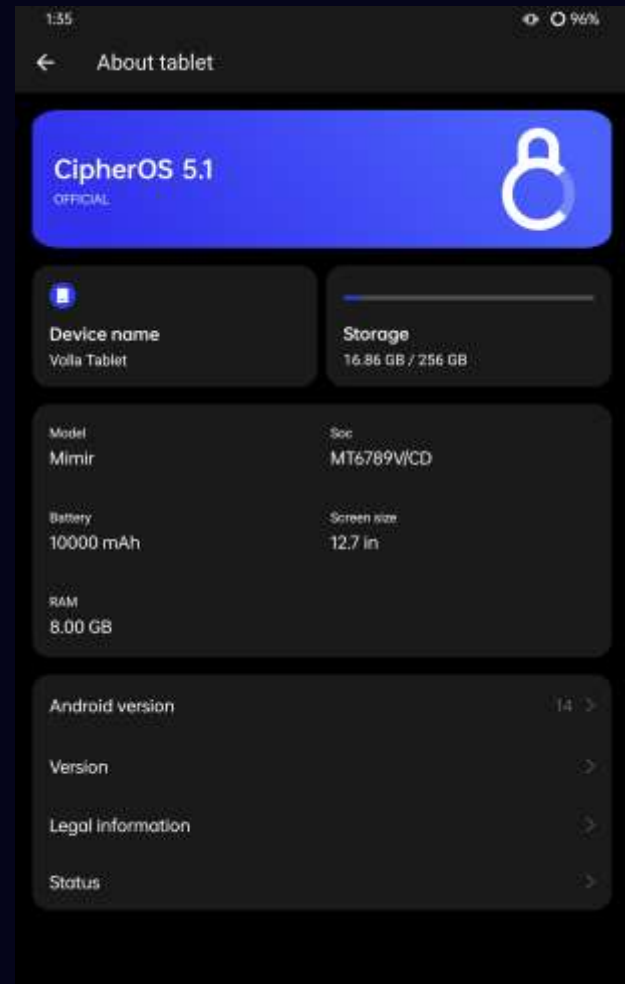 1:35
96%
About tablet
CipherOS 5.1
OFFICIAL
Device name
Volla Tablet
Storage
16.86 GB / 256 GB
Model
Mimir
Soc
MT6789V/CD
Battery
10000 mAh
Screen size
12.7 in
RAM
8.00 GB
Android version
14
Version
Legal information
Status